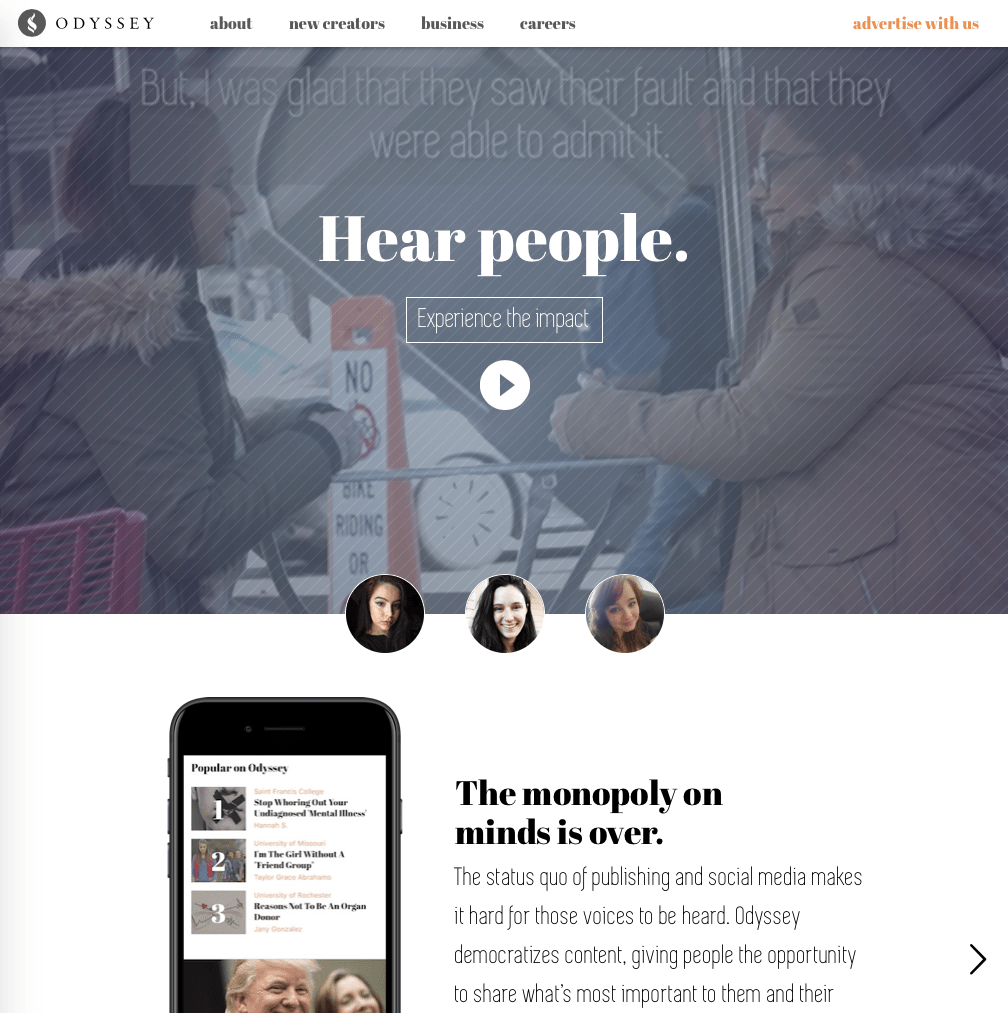 ODYSSEY
about
new creators
business
careers
advertise with us
But, I was glad that they saw their fault and that they
were able to admit it.
Hear people.
Experience the impact
NO
BIKE
RIDING
OR
Popular on Odyssey
1
Saint Francis College
Stop Whoring Out Your
Undiagnosed 'Mental Illness'
Hannah S.
2
University of Missouri
I'm The Girl Without A
'Friend Group'
Taylor Grace Abrahams
3
University of Rochester
Reasons Not To Be An Organ
Donor
Jany Gonzalez
The monopoly on
minds is over.
The status quo of publishing and social media makes
it hard for those voices to be heard. Odyssey
democratizes content, giving people the opportunity
to share what's most important to them and their